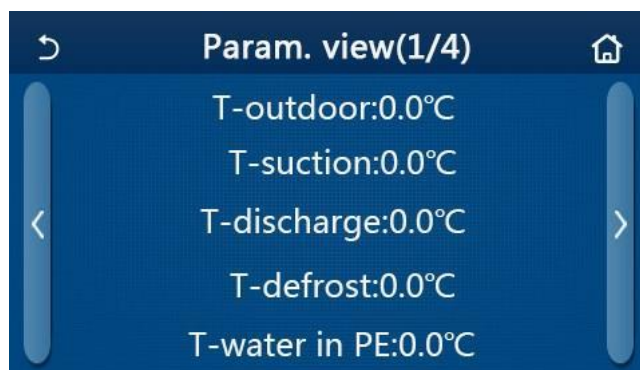 Param. view(1/4)
T-outdoor:0.0℃
T-suction:0.0℃
T-discharge:0.0℃
T-defrost:0.0℃
T-water in PE:0.0℃